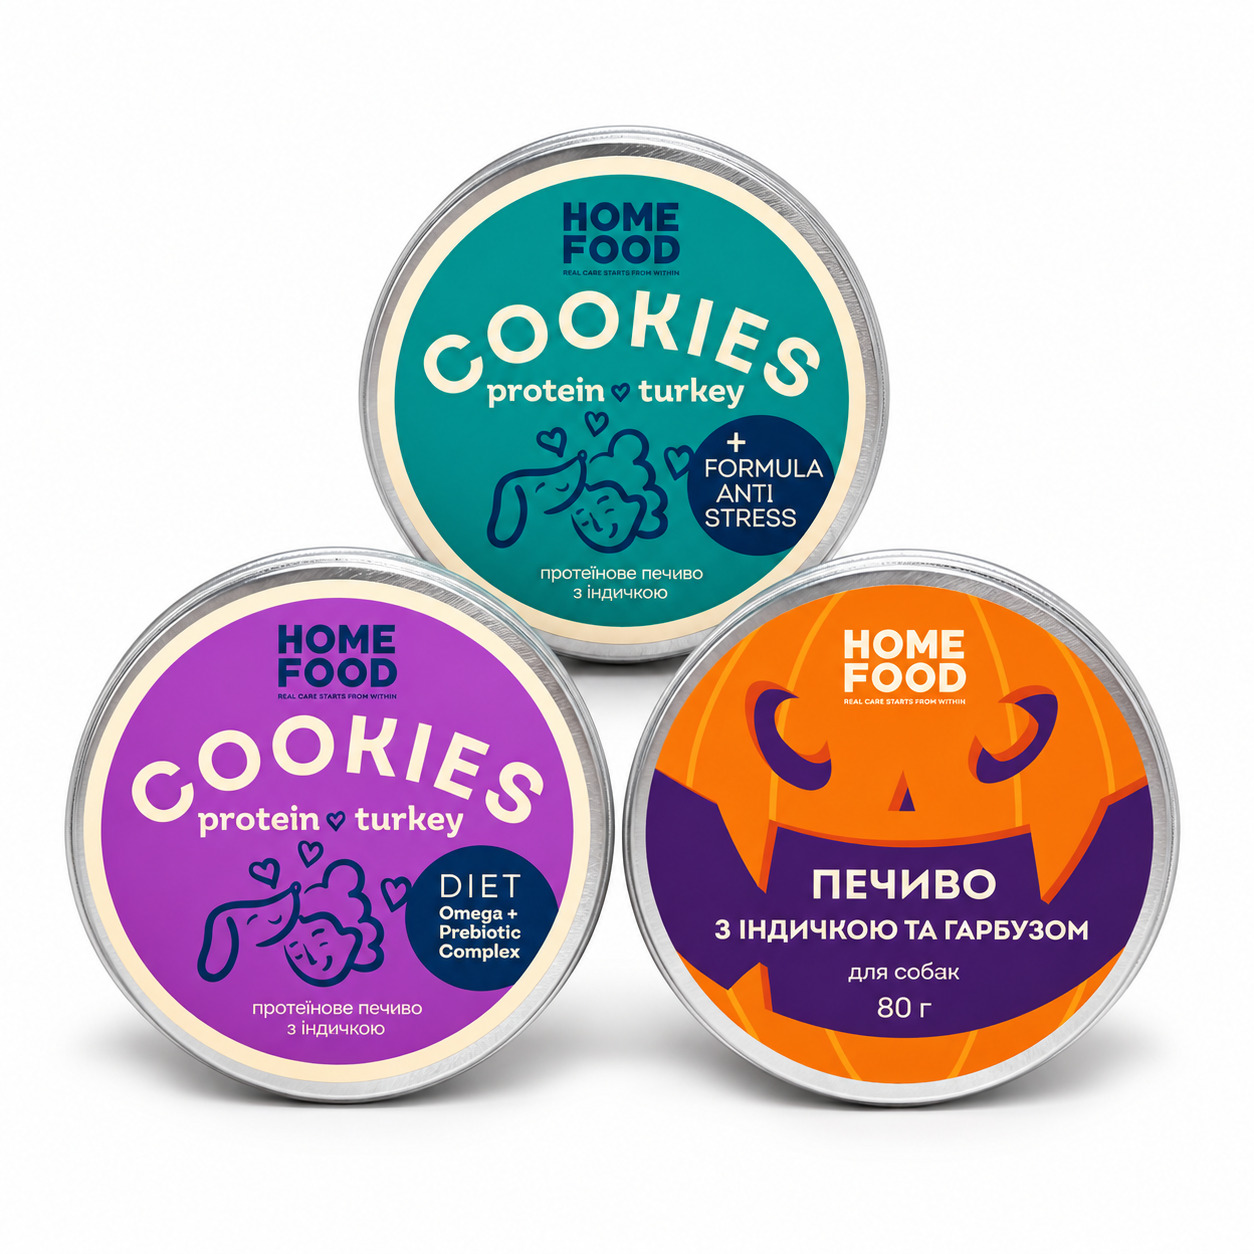 HOME
FOOD
REAL CARE STARTS FROM WITHIN
COOKIES
protein turkey
+
FORMULA
ANTI
STRESS
протеїнове печиво
з індичкою
HOME
FOOD
REAL CARE STARTS FROM WITHIN
COOKIES
protein turkey
DIET
Omega +
Prebiotic
Complex
протеїнове печиво
з індичкою
HOME
FOOD
REAL CARE STARTS FROM WITHIN
ПЕЧИВО
З ІНДИЧКОЮ ТА ГАРБУЗОМ
для собак
80 г